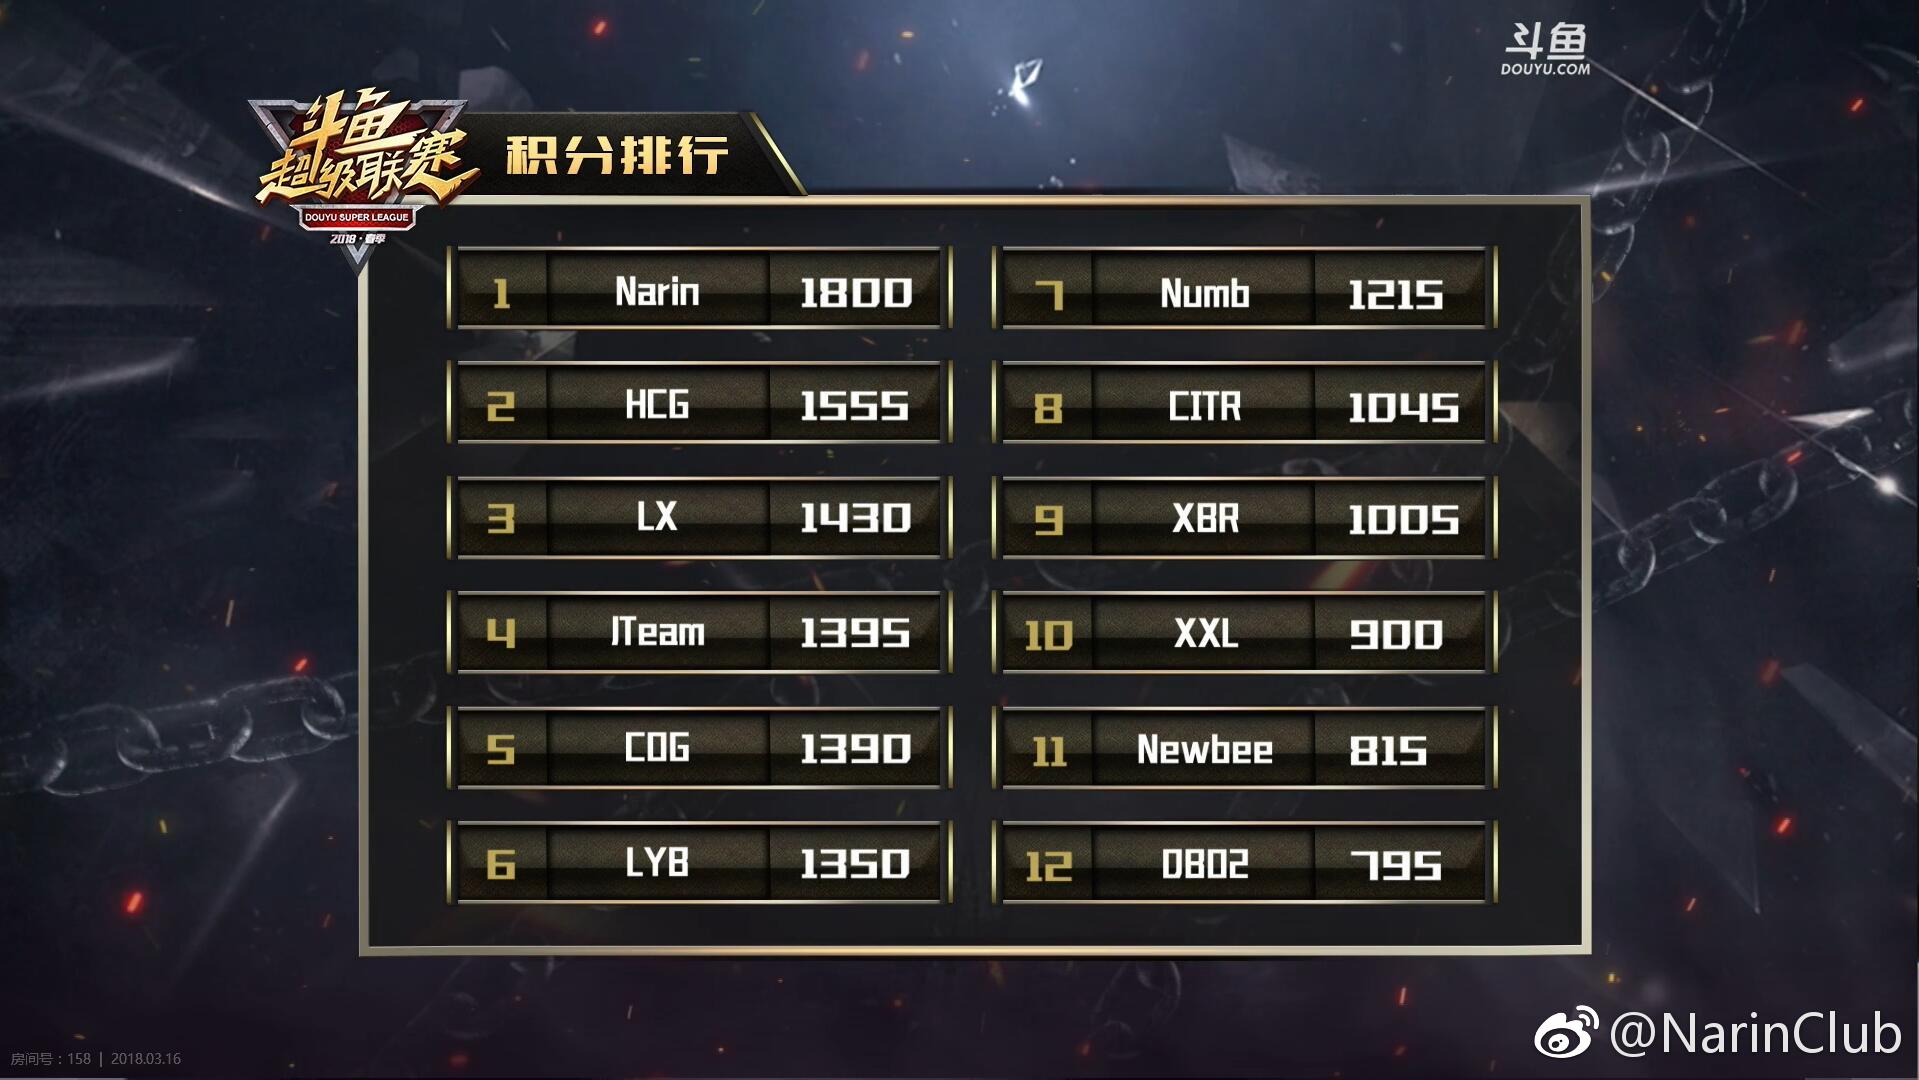 斗鱼
DOUYU.COM
斗鱼
超级联赛
DOUYU SUPER LEAGUE
2018·春季
积分排行
1 Narin 1800
2 HCG 1555
3 LX 1430
4 ITeam 1395
5 COG 1390
6 LYB 1350
7 Numb 1215
8 CITR 1045
9 XBR 1005
10 XXL 900
11 Newbee 815
12 DBO2 795
房间号：158 | 2018.03.16
@NarinClub